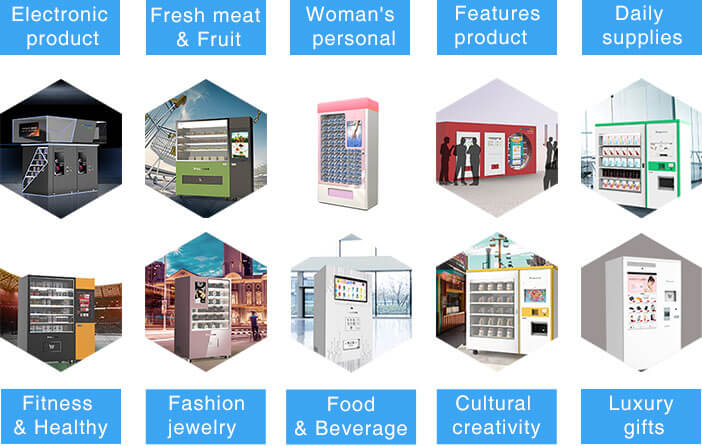 Electronic
product
Fresh meat
& Fruit
Woman's
personal
Features
product
Daily
supplies
Fitness
& Healthy
Fashion
jewelry
Food
& Beverage
Cultural
creativity
Luxury
gifts